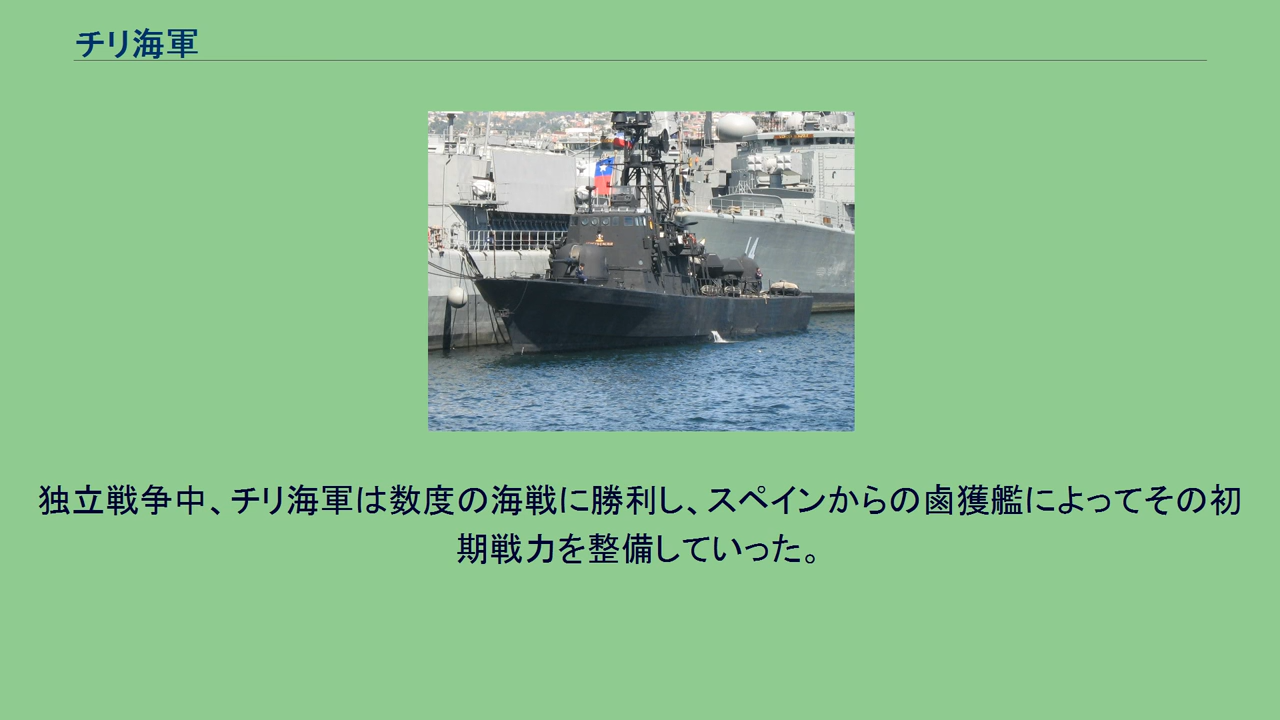 チリ海軍
14
独立戦争中、チリ海軍は数度の海戦に勝利し、スペインからの鹵獲艦によってその初
期戦力を整備していった。